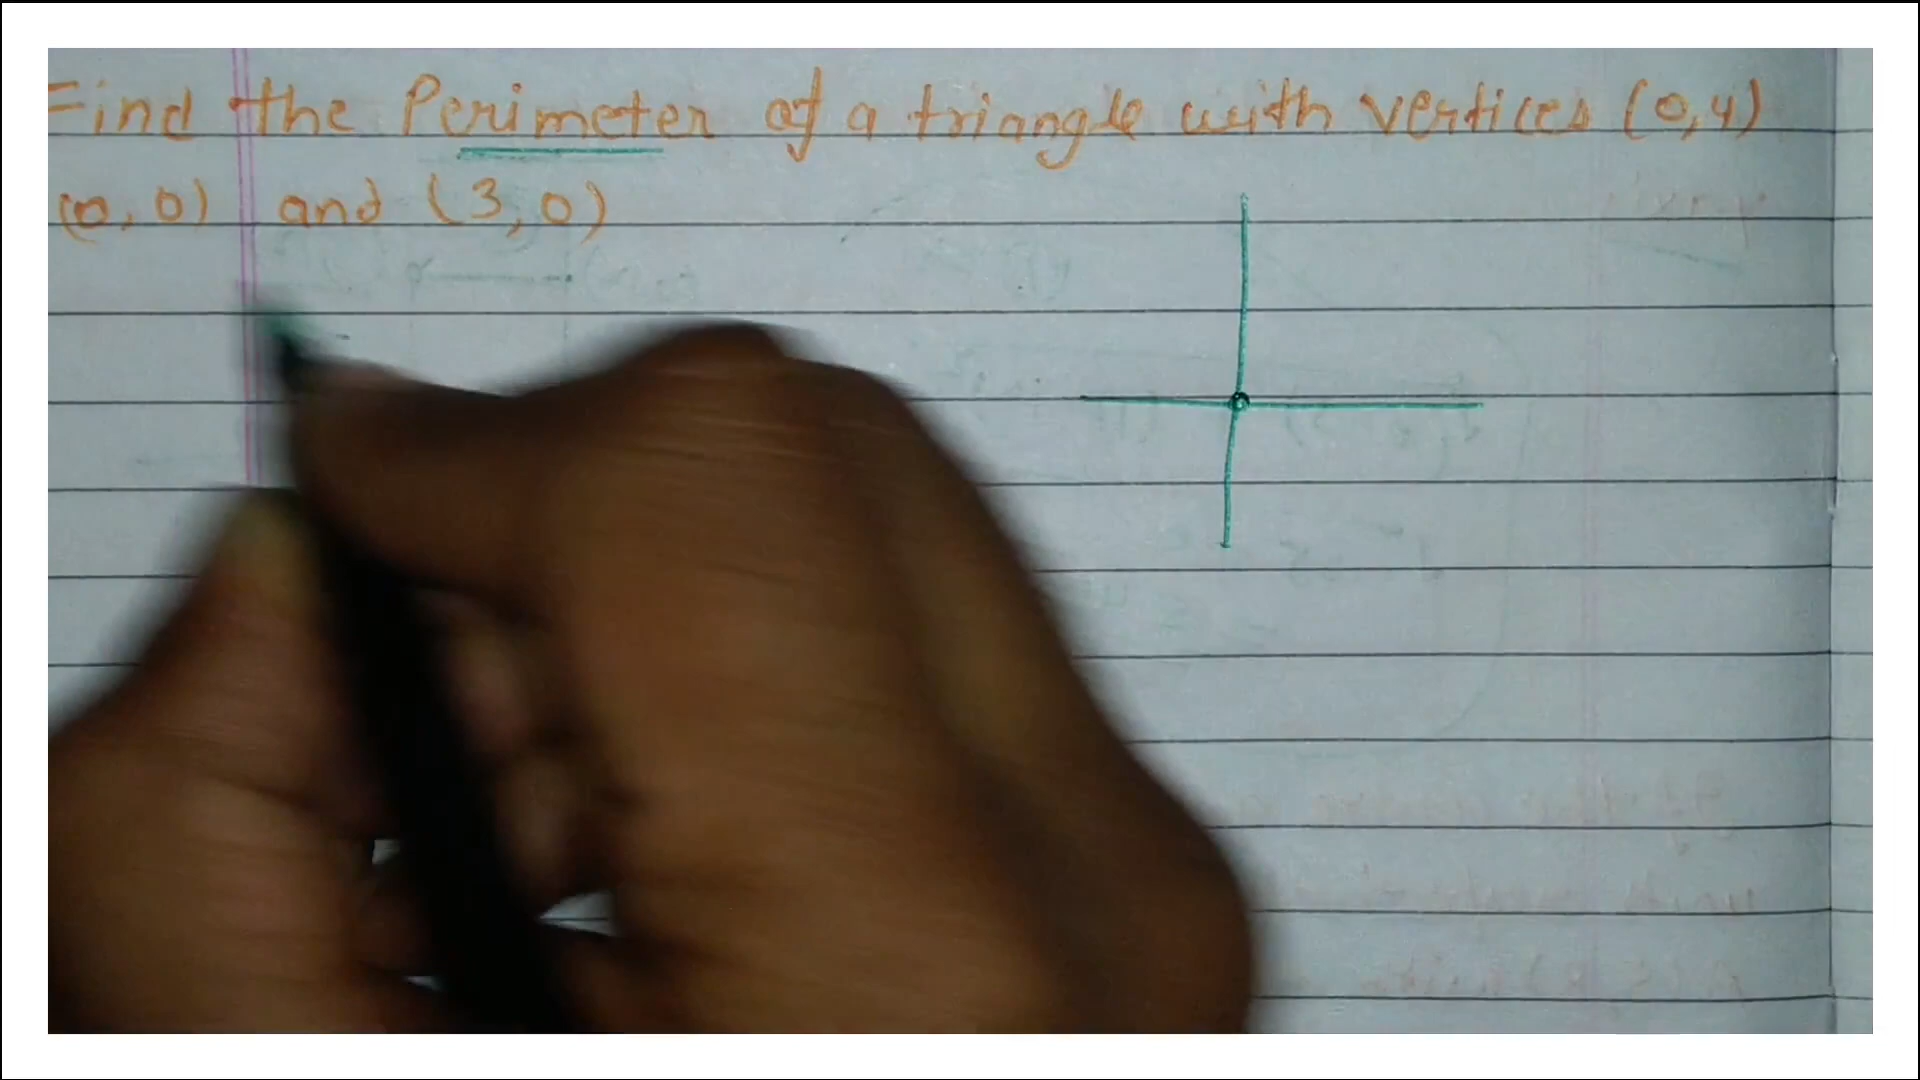 Find the Perimeter of a triangle with vertices (0,4)
(0,0) and (3,0)